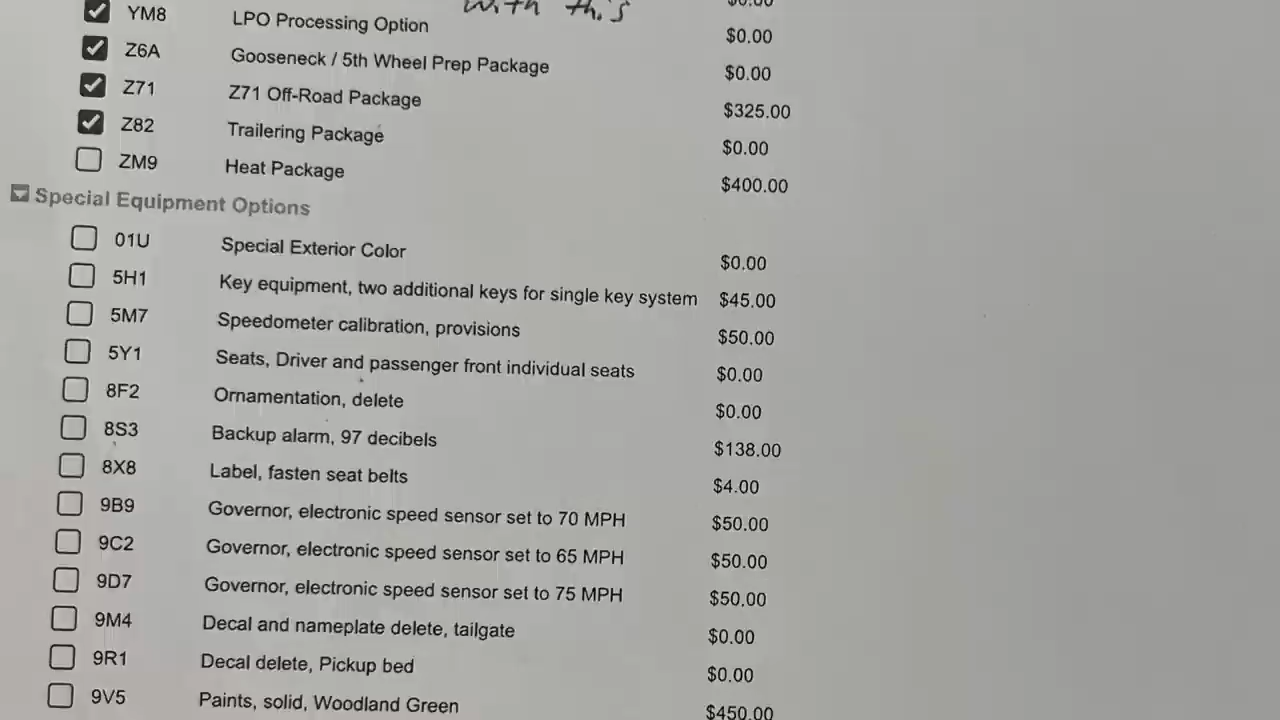 with this $0.00
YM8 LPO Processing Option $0.00
Z6A Gooseneck / 5th Wheel Prep Package $0.00
Z71 Z71 Off-Road Package $325.00
Z82 Trailering Package $0.00
ZM9 Heat Package $400.00
Special Equipment Options
01U Special Exterior Color $0.00
5H1 Key equipment, two additional keys for single key system $45.00
5M7 Speedometer calibration, provisions $50.00
5Y1 Seats, Driver and passenger front individual seats $0.00
8F2 Ornamentation, delete $0.00
8S3 Backup alarm, 97 decibels $138.00
8X8 Label, fasten seat belts $4.00
9B9 Governor, electronic speed sensor set to 70 MPH $50.00
9C2 Governor, electronic speed sensor set to 65 MPH $50.00
9D7 Governor, electronic speed sensor set to 75 MPH $50.00
9M4 Decal and nameplate delete, tailgate $0.00
9R1 Decal delete, Pickup bed $0.00
9V5 Paints, solid, Woodland Green $450.00